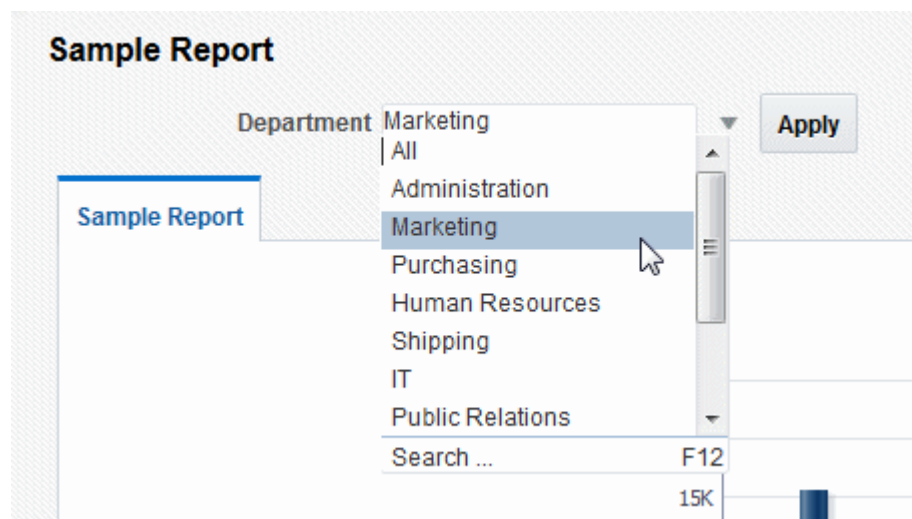 Sample Report
Department Marketing Apply
All
Administration
Sample Report
Marketing
Purchasing
Human Resources
Shipping
IT
Public Relations
Search ... F12
15K